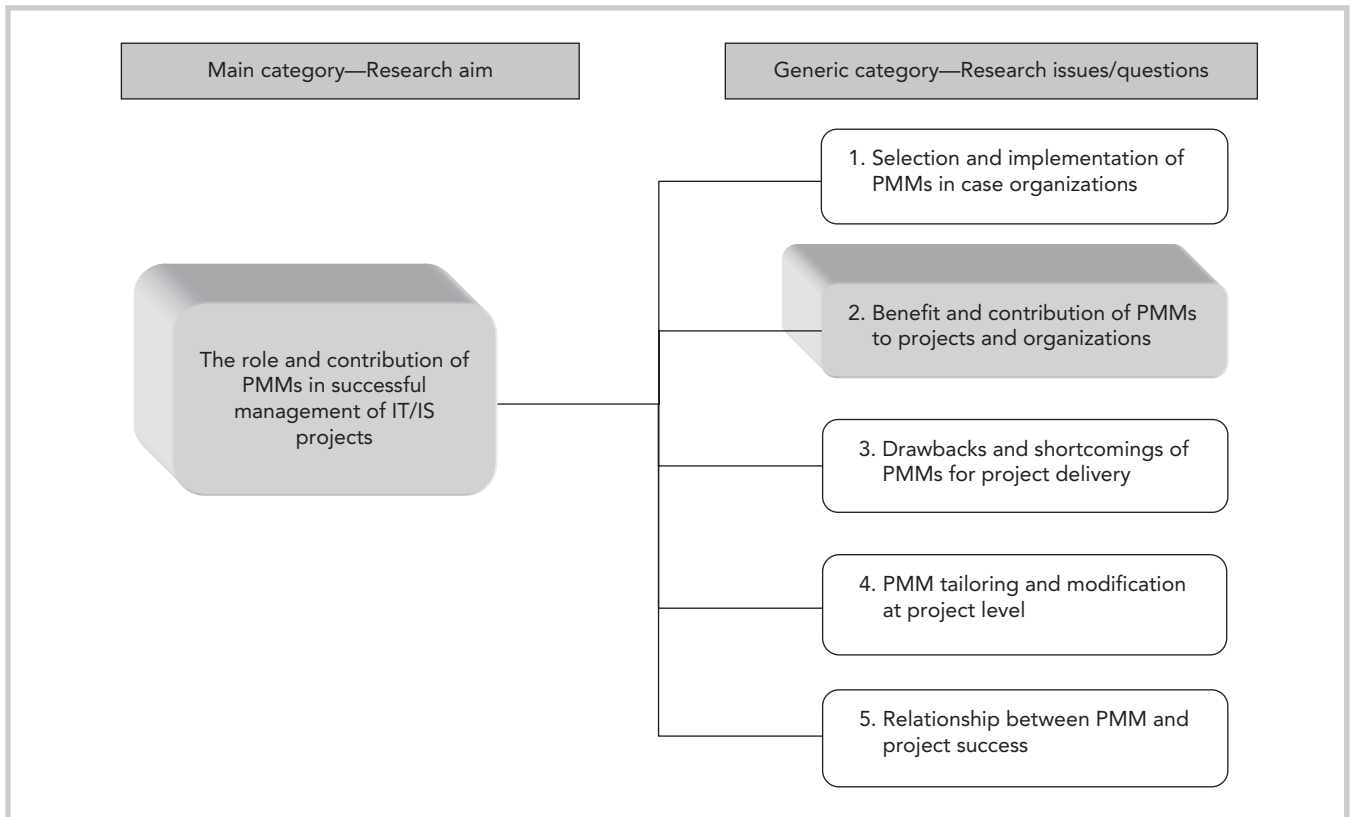 Main category—Research aim
Generic category—Research issues/questions
The role and contribution of
PMMs in successful
management of IT/IS
projects
1. Selection and implementation of
PMMs in case organizations
2. Benefit and contribution of PMMs
to projects and organizations
3. Drawbacks and shortcomings of
PMMs for project delivery
4. PMM tailoring and modification
at project level
5. Relationship between PMM and
project success